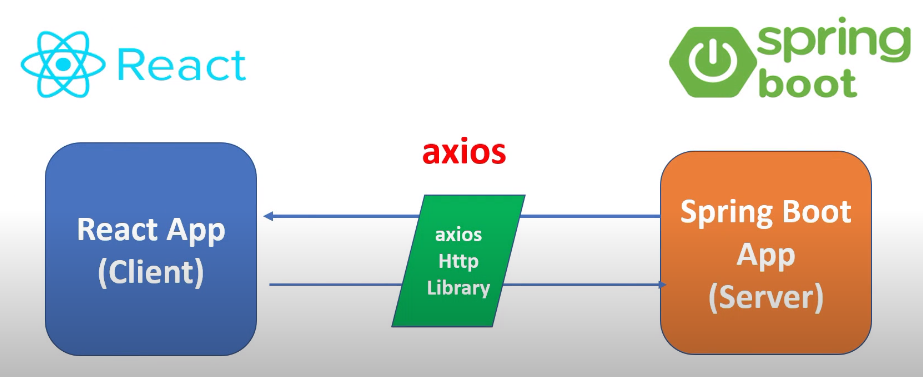 React
spring
boot
axios
React App
(Client)
axios
Http
Library
Spring Boot
App
(Server)